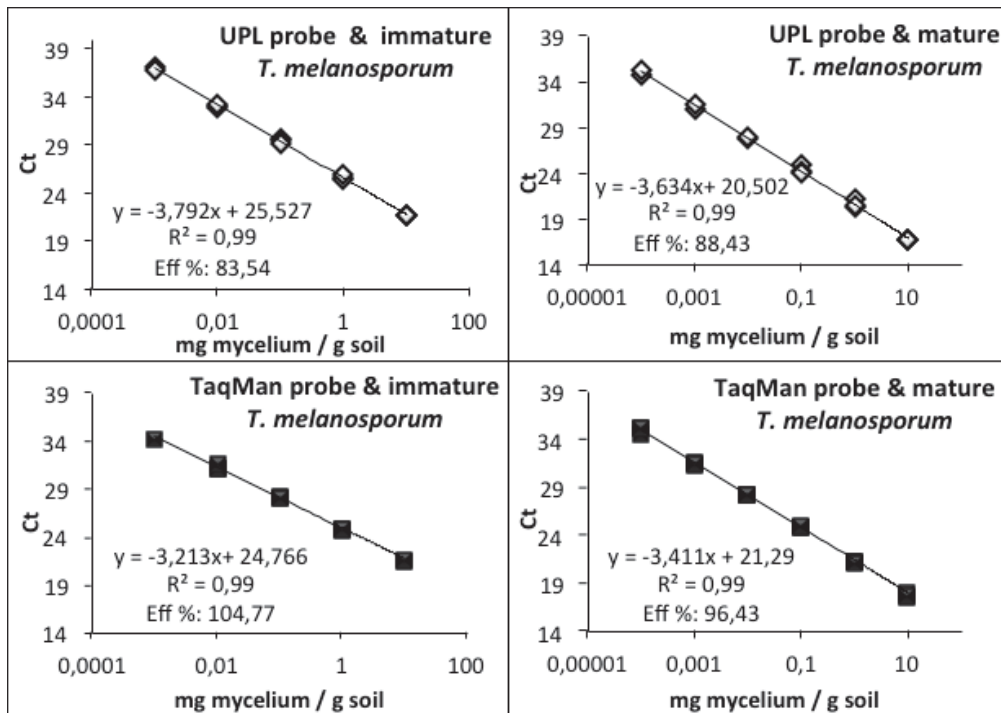 UPL probe & immature
T. melanosporum
39
34
29
24
19
14
Ct
y = -3,792x + 25,527
R² = 0,99
Eff %: 83,54
0,0001
0,01
1
100
mg mycelium / g soil
UPL probe & mature
T. melanosporum
39
34
29
24
19
14
Ct
y = -3,634x+ 20,502
R² = 0,99
Eff %: 88,43
0,00001
0,001
0,1
10
mg mycelium / g soil
TaqMan probe & immature
T. melanosporum
39
34
29
24
19
14
Ct
y = -3,213x+ 24,766
R² = 0,99
Eff %: 104,77
0,0001
0,01
1
100
mg mycelium / g soil
TaqMan probe & mature
T. melanosporum
39
34
29
24
19
14
Ct
y = -3,411x + 21,29
R² = 0,99
Eff %: 96,43
0,00001
0,001
0,1
10
mg mycelium / g soil